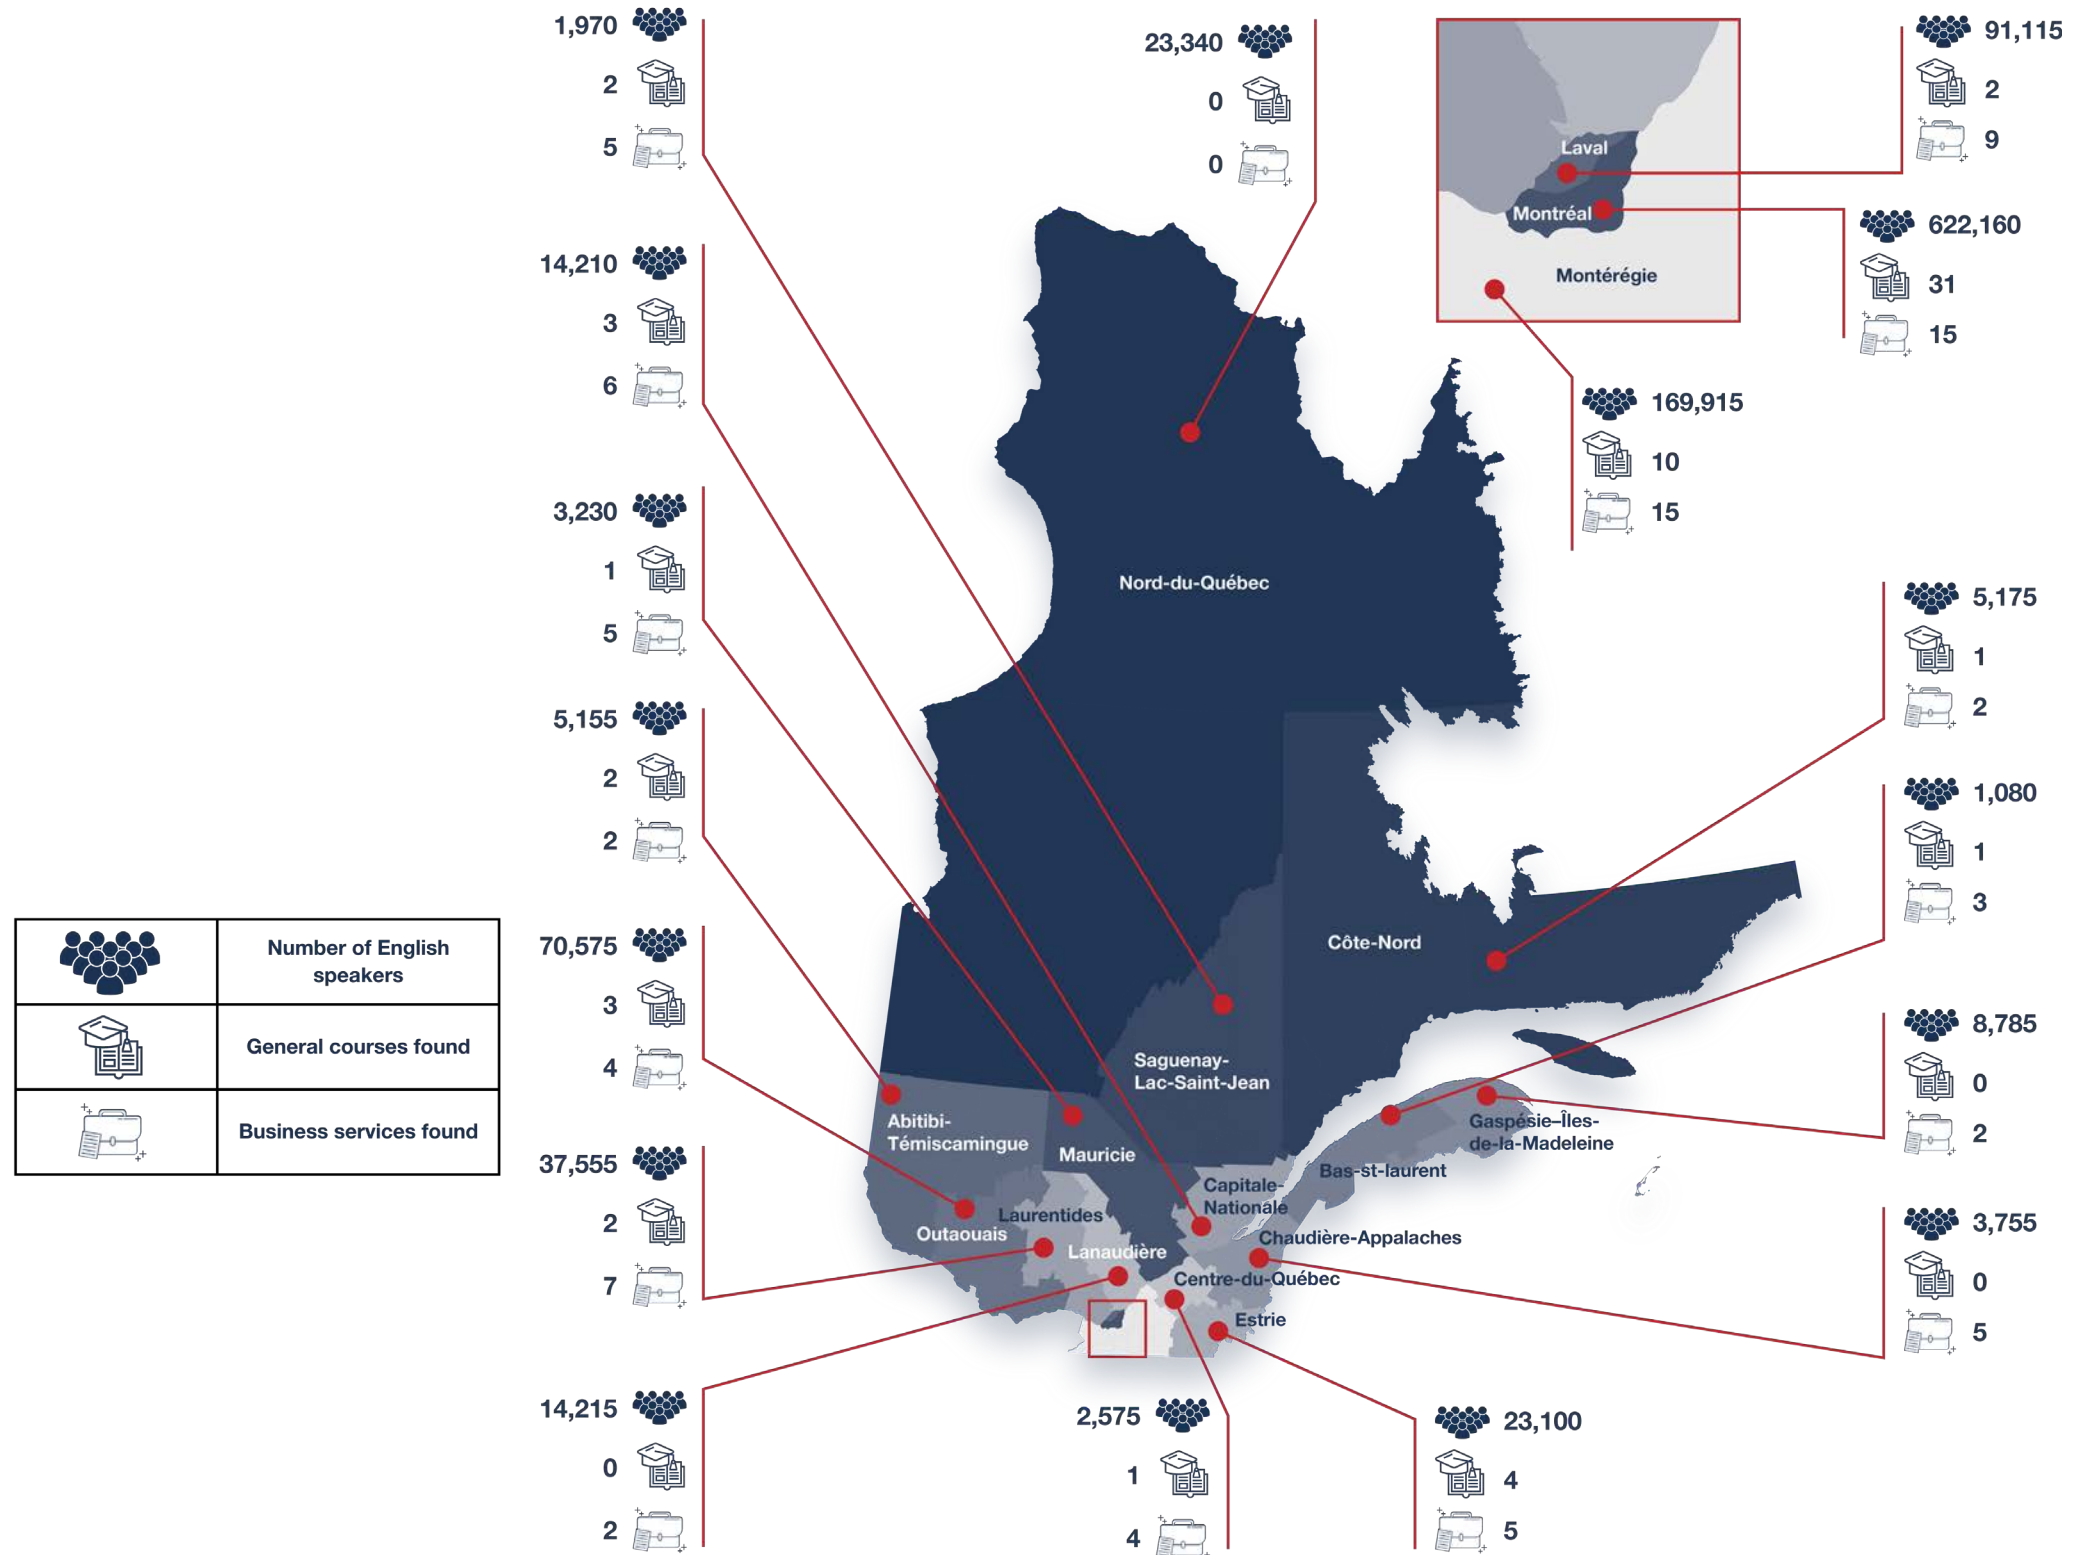 1,970
2
5
23,340
0
0
91,115
2
9
Laval
Montréal
Montérégie
622,160
31
15
14,210
3
6
169,915
10
15
3,230
1
5
Nord-du-Québec
5,175
1
2
5,155
2
2
1,080
1
3
Number of English
speakers
General courses found
Business services found
70,575
3
4
Côte-Nord
Saguenay-
Lac-Saint-Jean
8,785
0
2
Abitibi-
Témiscamingue
Mauricie
Gaspésie–Îles-
de-la-Madeleine
Bas-st-laurent
37,555
2
7
Capitale-
Nationale
Laurentides
Outaouais
Lanaudière
Chaudière-Appalaches
Centre-du-Québec
Estrie
3,755
0
5
14,215
0
2
2,575
1
4
23,100
4
5